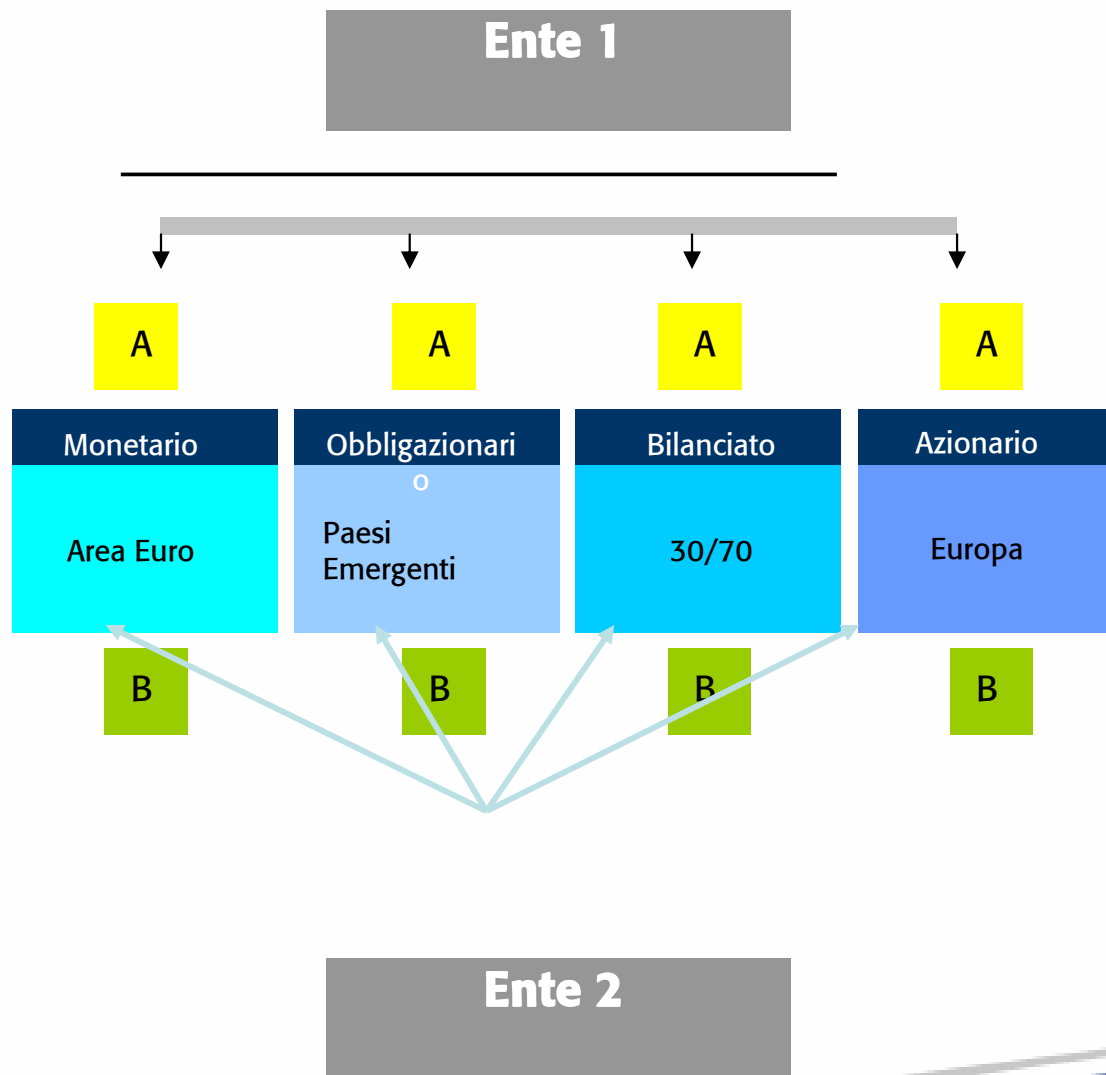 Ente 1
A A A A
Monetario Obbligazionari Bilanciato Azionario
o
Area Euro Paesi 30/70 Europa
Emergenti
B B B B
Ente 2